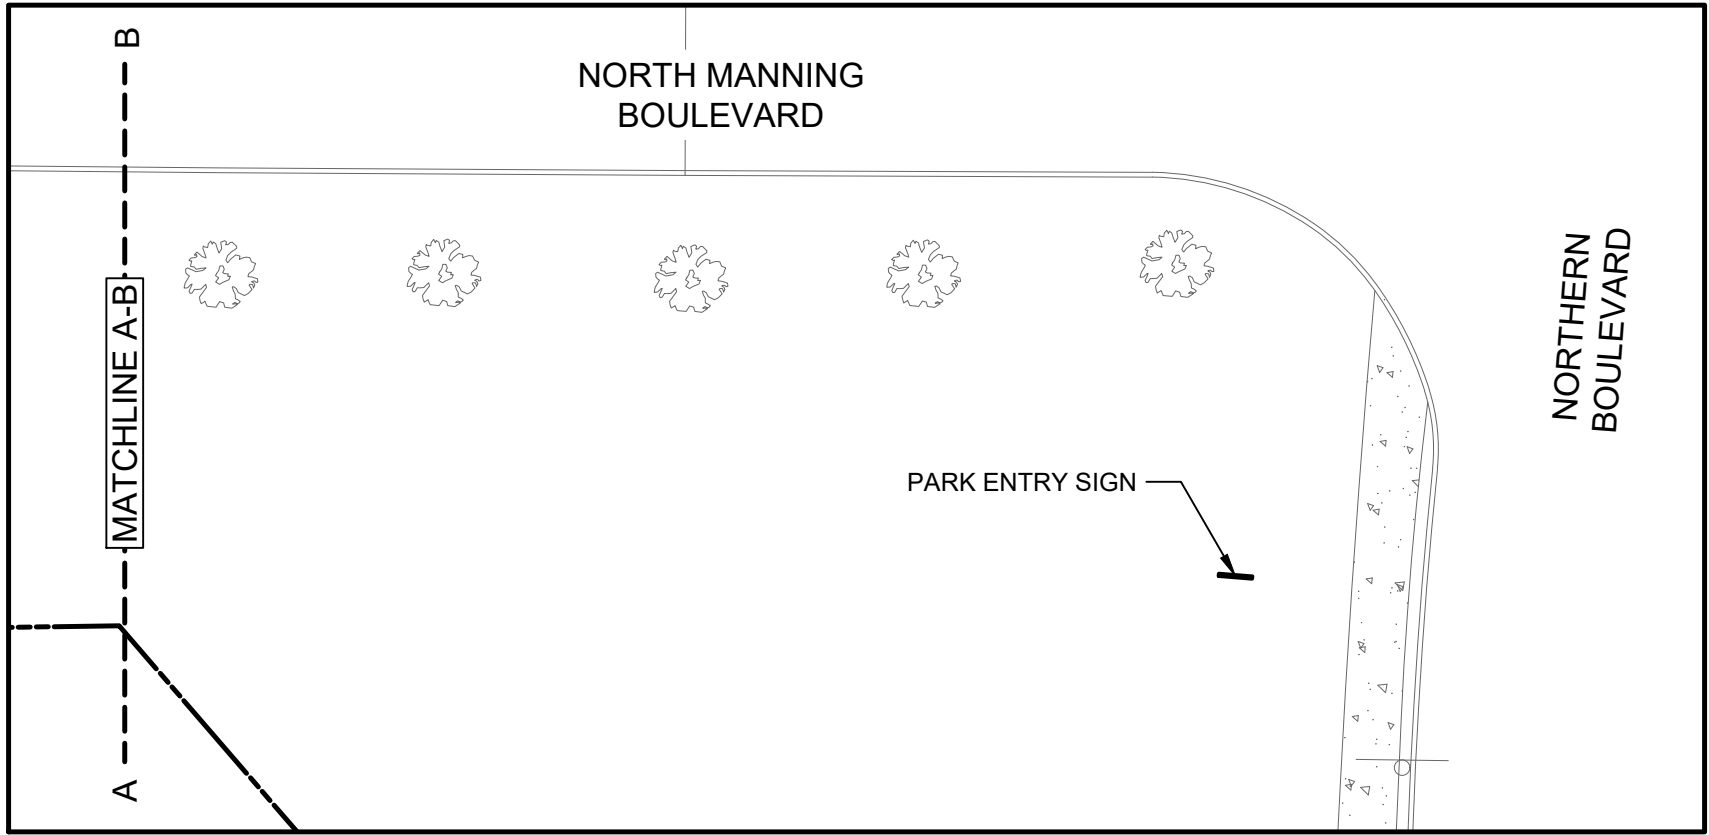 B
NORTH MANNING
BOULEVARD
MATCHLINE A-B
NORTHERN
BOULEVARD
PARK ENTRY SIGN
A